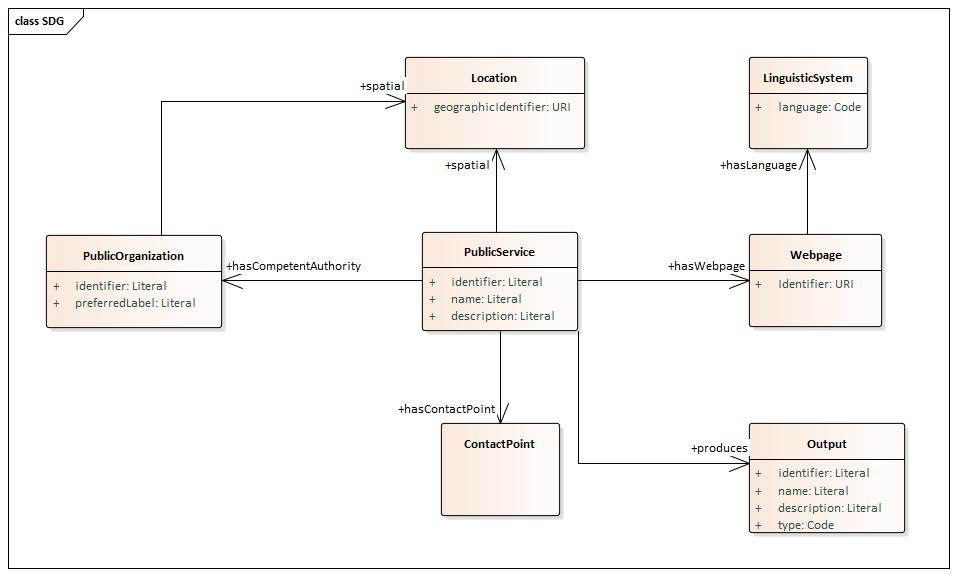 class SDG
Location
+ geographicIdentifier: URI
LinguisticSystem
+ language: Code
+spatial
+spatial
+hasLanguage
PublicOrganization
+ identifier: Literal
+ preferredLabel: Literal
+hasCompetentAuthority
PublicService
+ identifier: Literal
+ name: Literal
+ description: Literal
+hasWebpage
Webpage
+ Identifier: URI
+hasContactPoint
ContactPoint
+produces
Output
+ identifier: Literal
+ name: Literal
+ description: Literal
+ type: Code